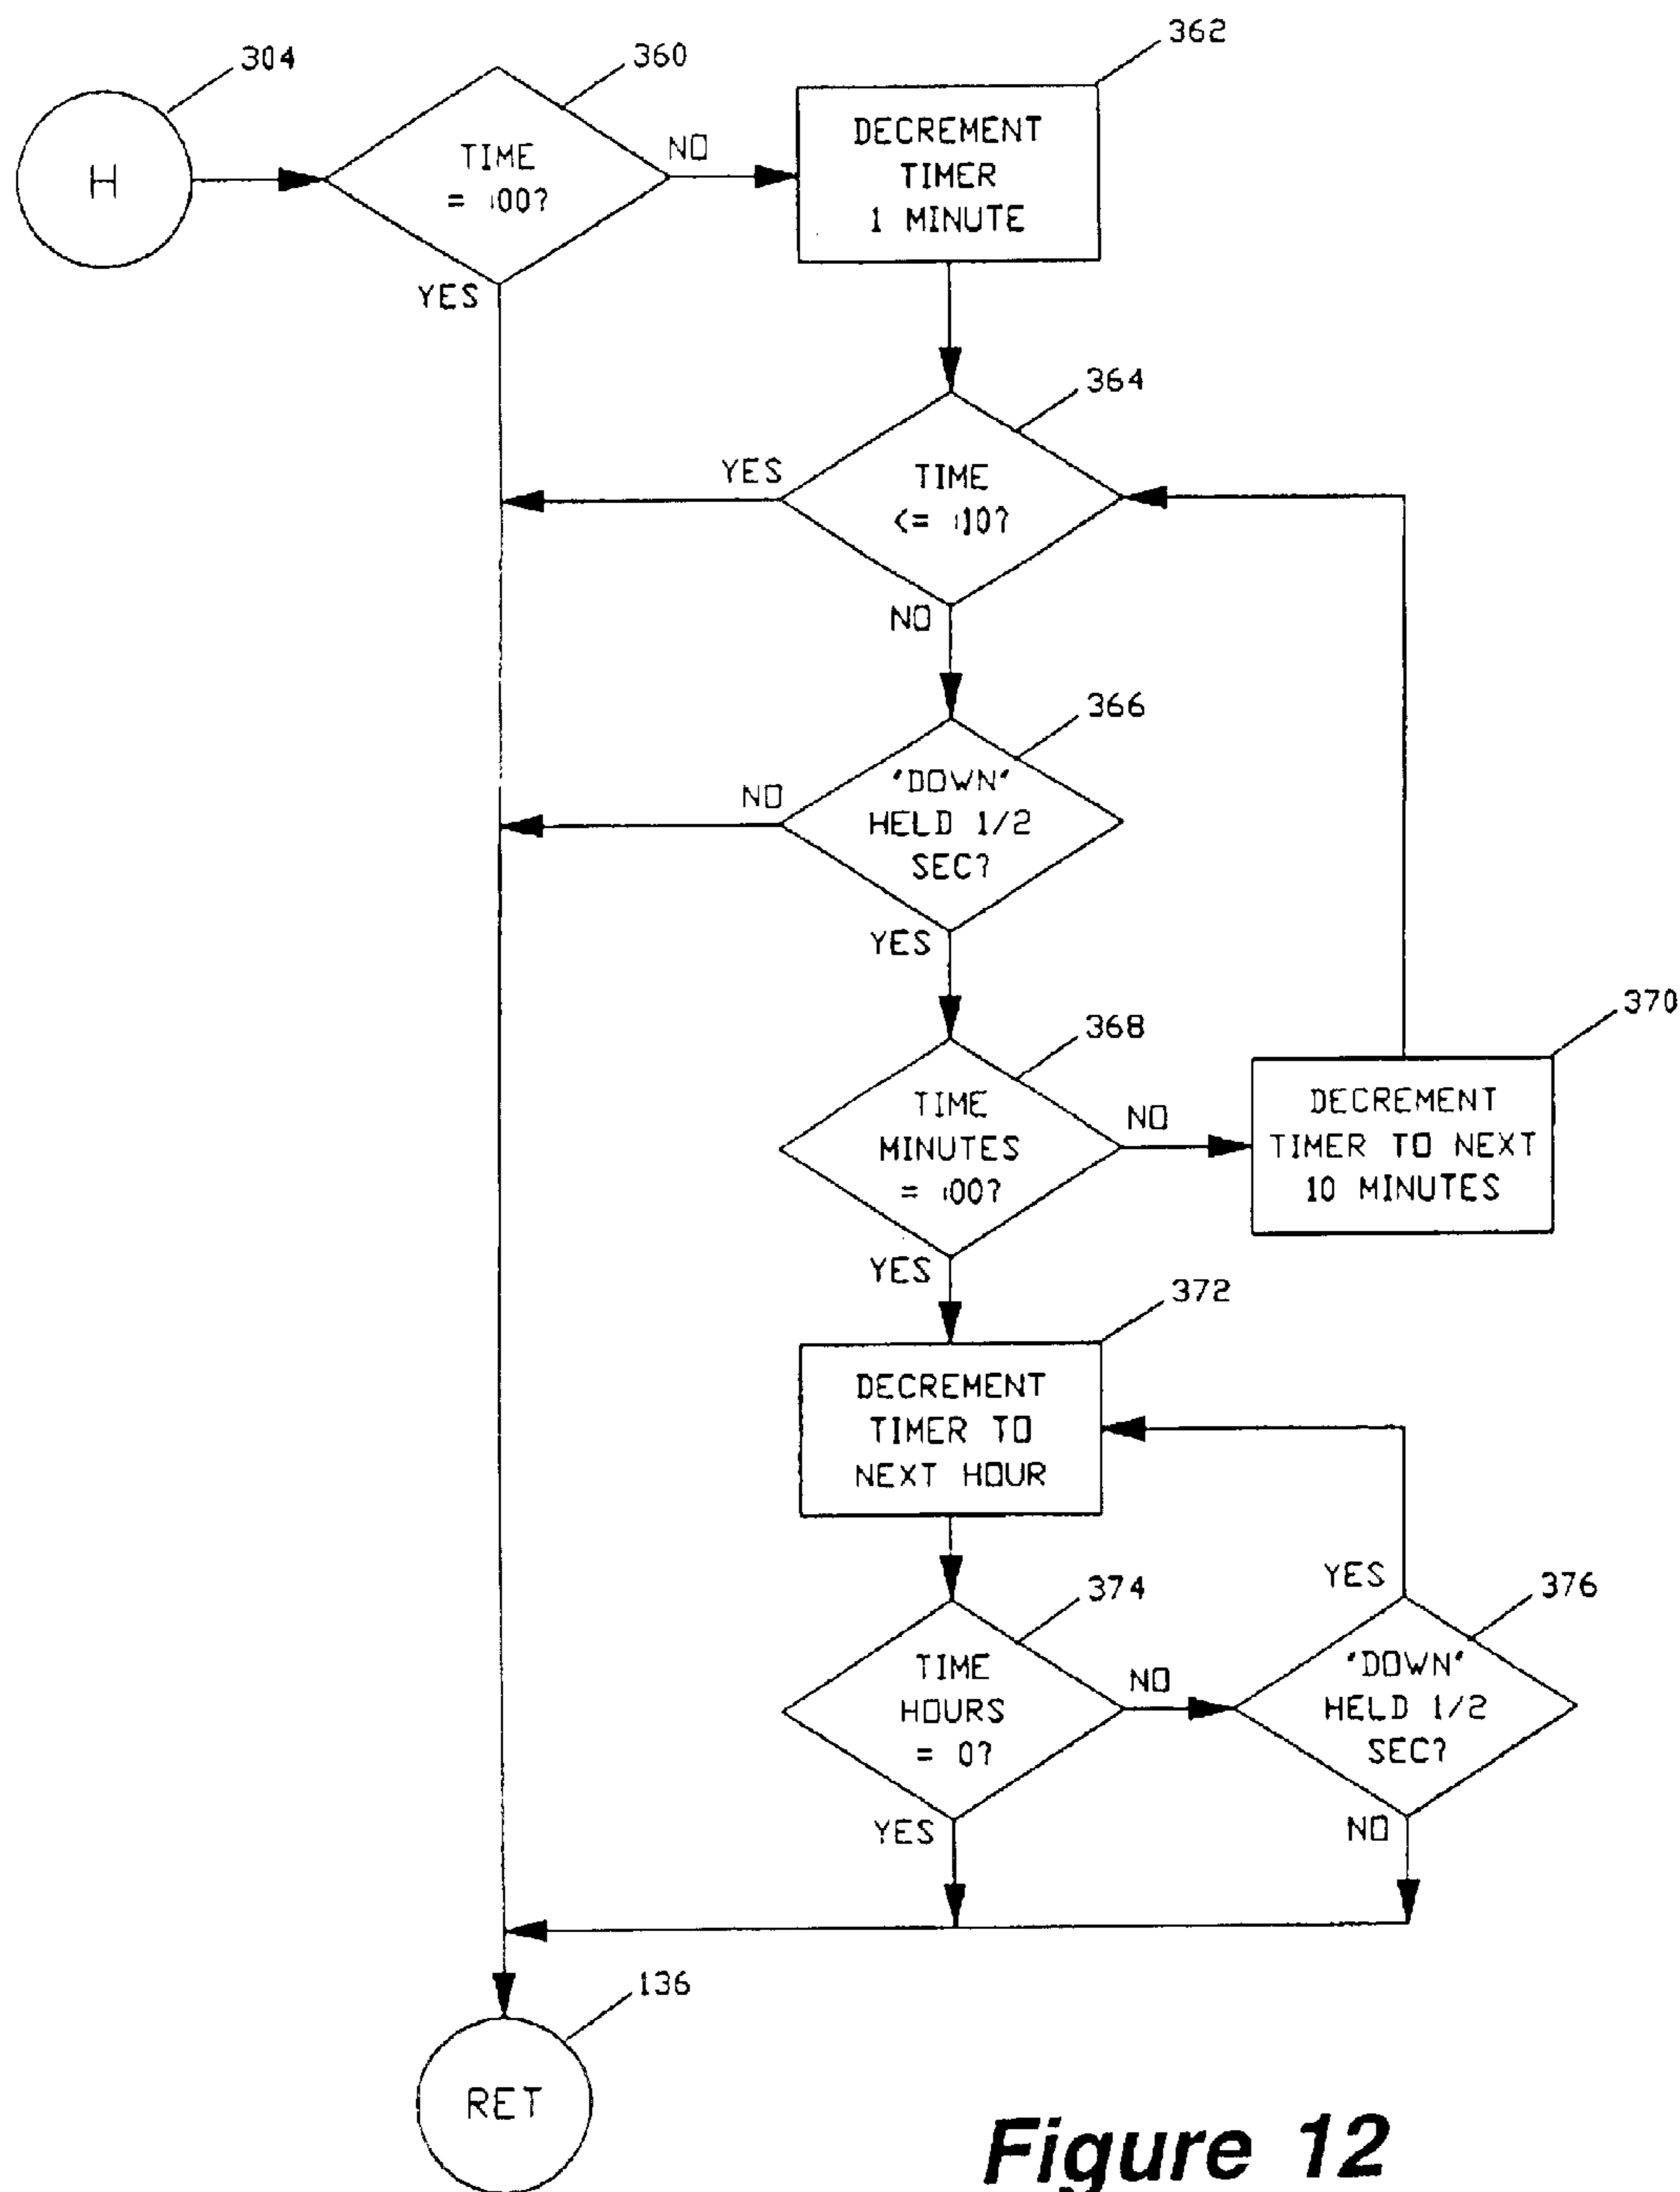 304
360
362
H
TIME
= :00?
NO
YES
DECREMENT
TIMER
1 MINUTE
364
TIME
<= :10?
YES
NO
366
"DOWN"
HELD 1/2
SEC?
NO
YES
368
TIME
MINUTES
= :00?
NO
YES
370
DECREMENT
TIMER TO NEXT
10 MINUTES
372
DECREMENT
TIMER TO
NEXT HOUR
374
TIME
HOURS
= 0?
NO
YES
376
"DOWN"
HELD 1/2
SEC?
YES
NO
136
RET
Figure 12